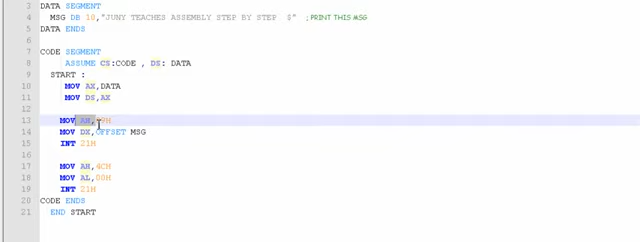 3 DATA SEGMENT
4 MSG DB 10,"JUNY TEACHES ASSEMBLY STEP BY STEP $" ;PRINT THIS MSG
5 DATA ENDS
6
7 CODE SEGMENT
8 ASSUME CS:CODE , DS: DATA
9 START :
10 MOV AX,DATA
11 MOV DS,AX
12
13 MOV AH,09H
14 MOV DX,OFFSET MSG
15 INT 21H
16
17 MOV AH,4CH
18 MOV AL,00H
19 INT 21H
20 CODE ENDS
21 END START